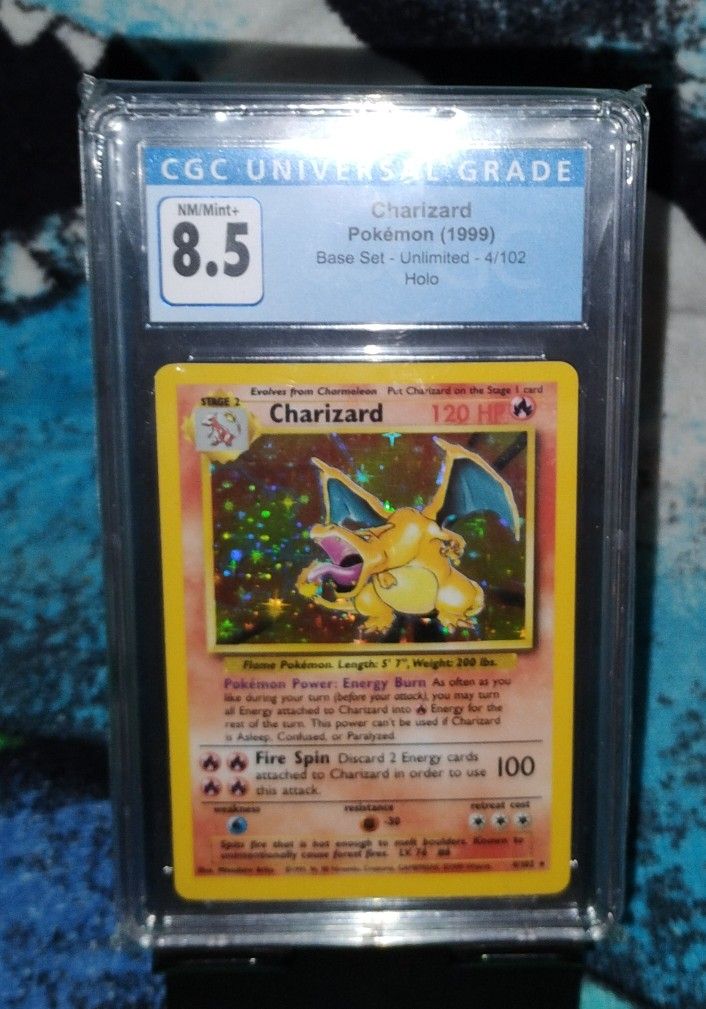 CGC UNIVERSAL GRADE
NM/Mint+
8.5
Charizard
Pokémon (1999)
Base Set - Unlimited - 4/102
Holo
Evolves from Charmeleon Put Charizard on the Stage 1 card
STAGE 2
Charizard 120 HP
Flame Pokémon. Length: 5' 7", Weight: 200 lbs.
Pokémon Power: Energy Burn As often as you
like during your turn (before your attack), you may turn
all Energy attached to Charizard into Energy for the
rest of the turn. This power can't be used if Charizard
is Asleep, Confused, or Paralyzed.
Fire Spin Discard 2 Energy cards
attached to Charizard in order to use 100
this attack.
weakness resistance retreat cost
-30
Spits fire that is hot enough to melt boulders. Known to
unintentionally cause forest fires. LV. 76
4/102